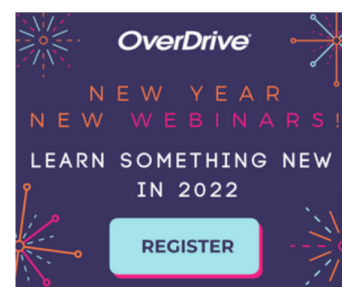 OverDrive®
NEW YEAR
NEW WEBINARS!
LEARN SOMETHING NEW
IN 2022
REGISTER